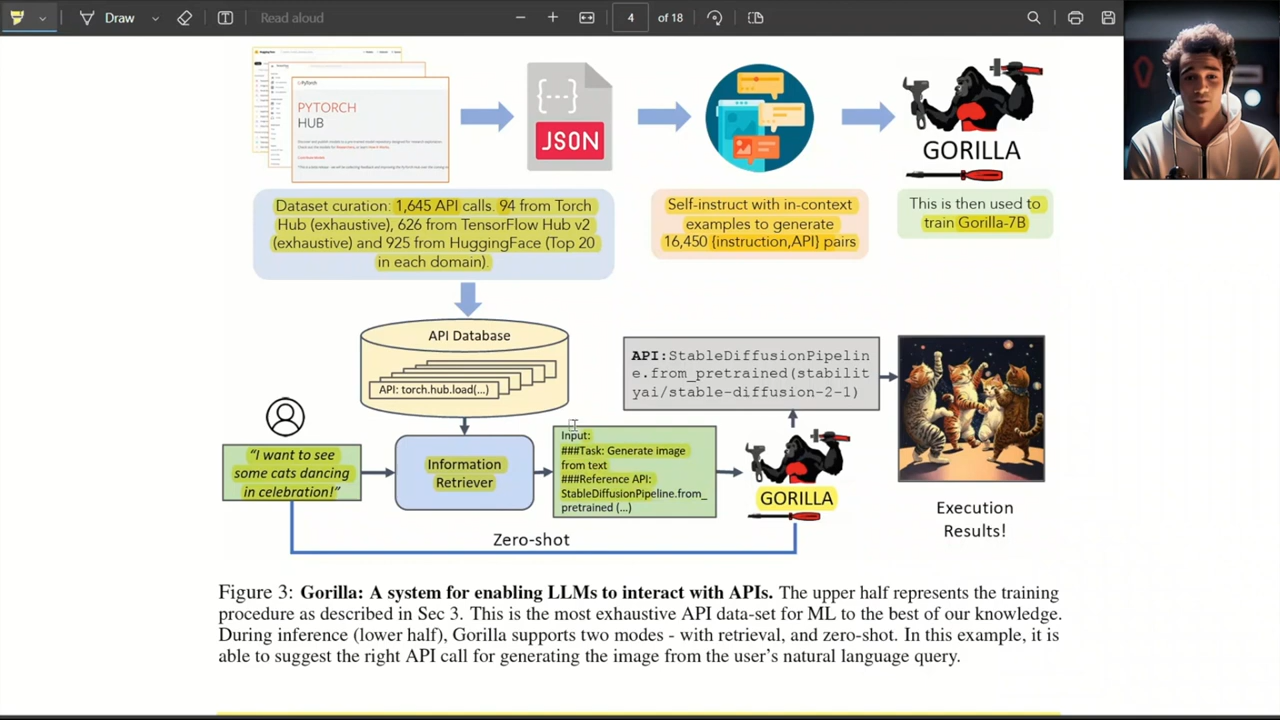 Draw
Read aloud
4
of 18
PYTORCH
HUB
{--}
JSON
GORILLA
Dataset curation: 1,645 API calls. 94 from Torch
Hub (exhaustive), 626 from TensorFlow Hub v2
(exhaustive) and 925 from HuggingFace (Top 20
in each domain).
Self-instruct with in-context
examples to generate
16,450 {instruction,API} pairs
This is then used to
train Gorilla-7B
API Database
API: torch.hub.load(...)
API:StableDiffusionPipelin
e.from_pretrained(stabilit
yai/stable-diffusion-2-1)
"I want to see
some cats dancing
in celebration!"
Information
Retriever
Input:
###Task: Generate image
from text
###Reference API:
StableDiffusionPipeline.from_
pretrained (...)
GORILLA
Execution
Results!
Zero-shot
Figure 3: Gorilla: A system for enabling LLMs to interact with APIs. The upper half represents the training
procedure as described in Sec 3. This is the most exhaustive API data-set for ML to the best of our knowledge.
During inference (lower half), Gorilla supports two modes - with retrieval, and zero-shot. In this example, it is
able to suggest the right API call for generating the image from the user's natural language query.